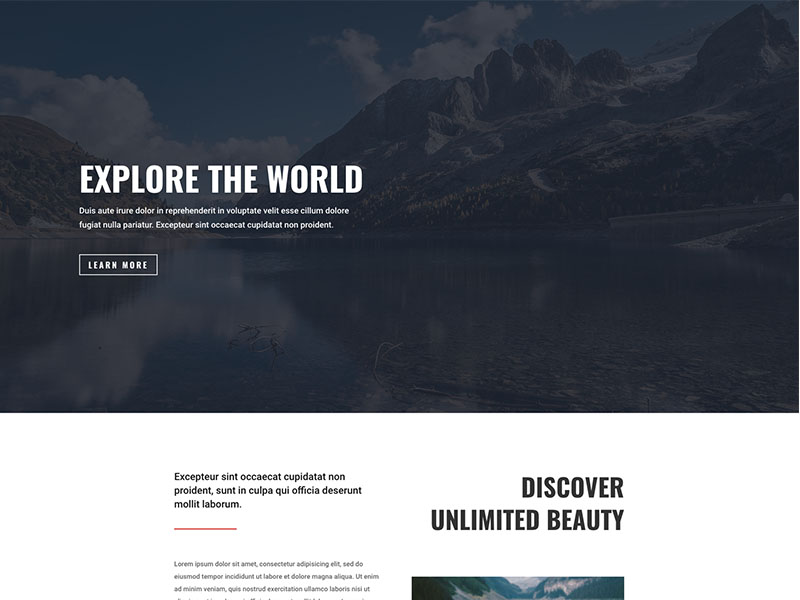 EXPLORE THE WORLD
Duis aute irure dolor in reprehenderit in voluptate velit esse cillum dolore
fugiat nulla pariatur. Excepteur sint occaecat cupidatat non proident.
LEARN MORE
Excepteur sint occaecat cupidatat non
proident, sunt in culpa qui officia deserunt
mollit laborum.
DISCOVER
UNLIMITED BEAUTY
Lorem ipsum dolor sit amet, consectetur adipisicing elit, sed do
eiusmod tempor incididunt ut labore et dolore magna aliqua. Ut enim
ad minim veniam, quis nostrud exercitation ullamco laboris nisi ut